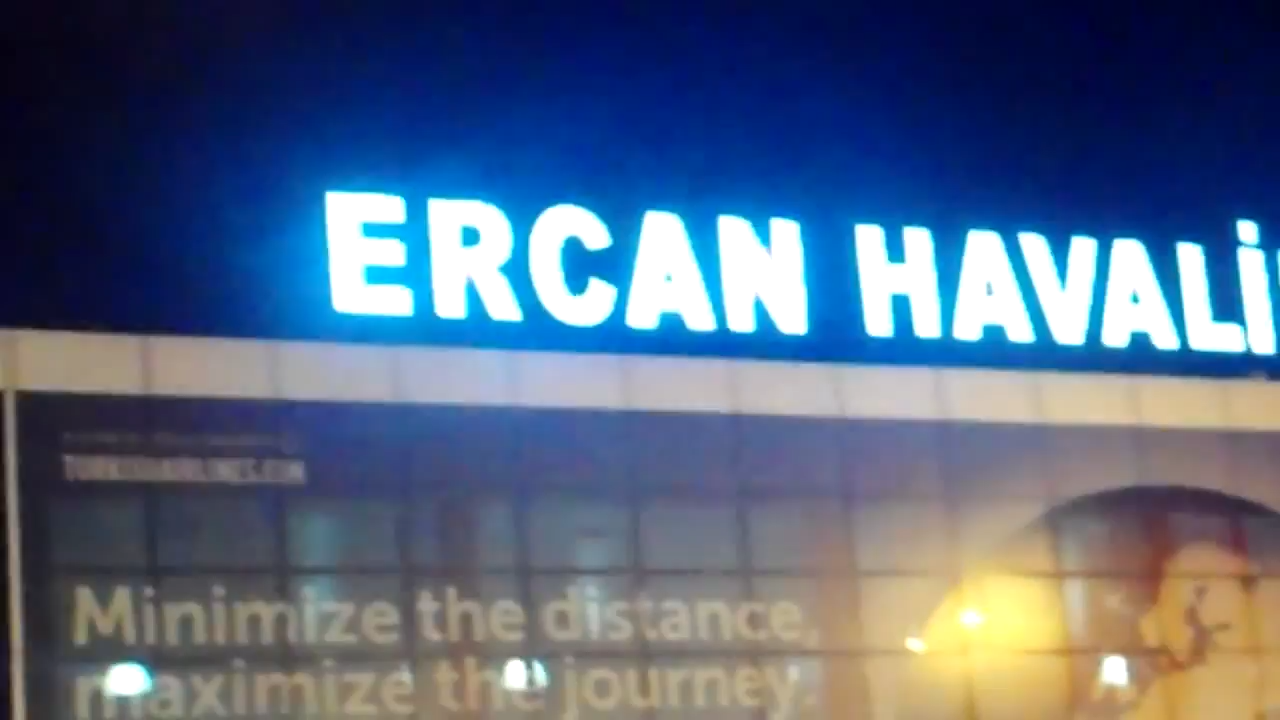 ERCAN HAVALİ
TURKISHAIRLINES.COM
Minimize the distance,
maximize the journey.